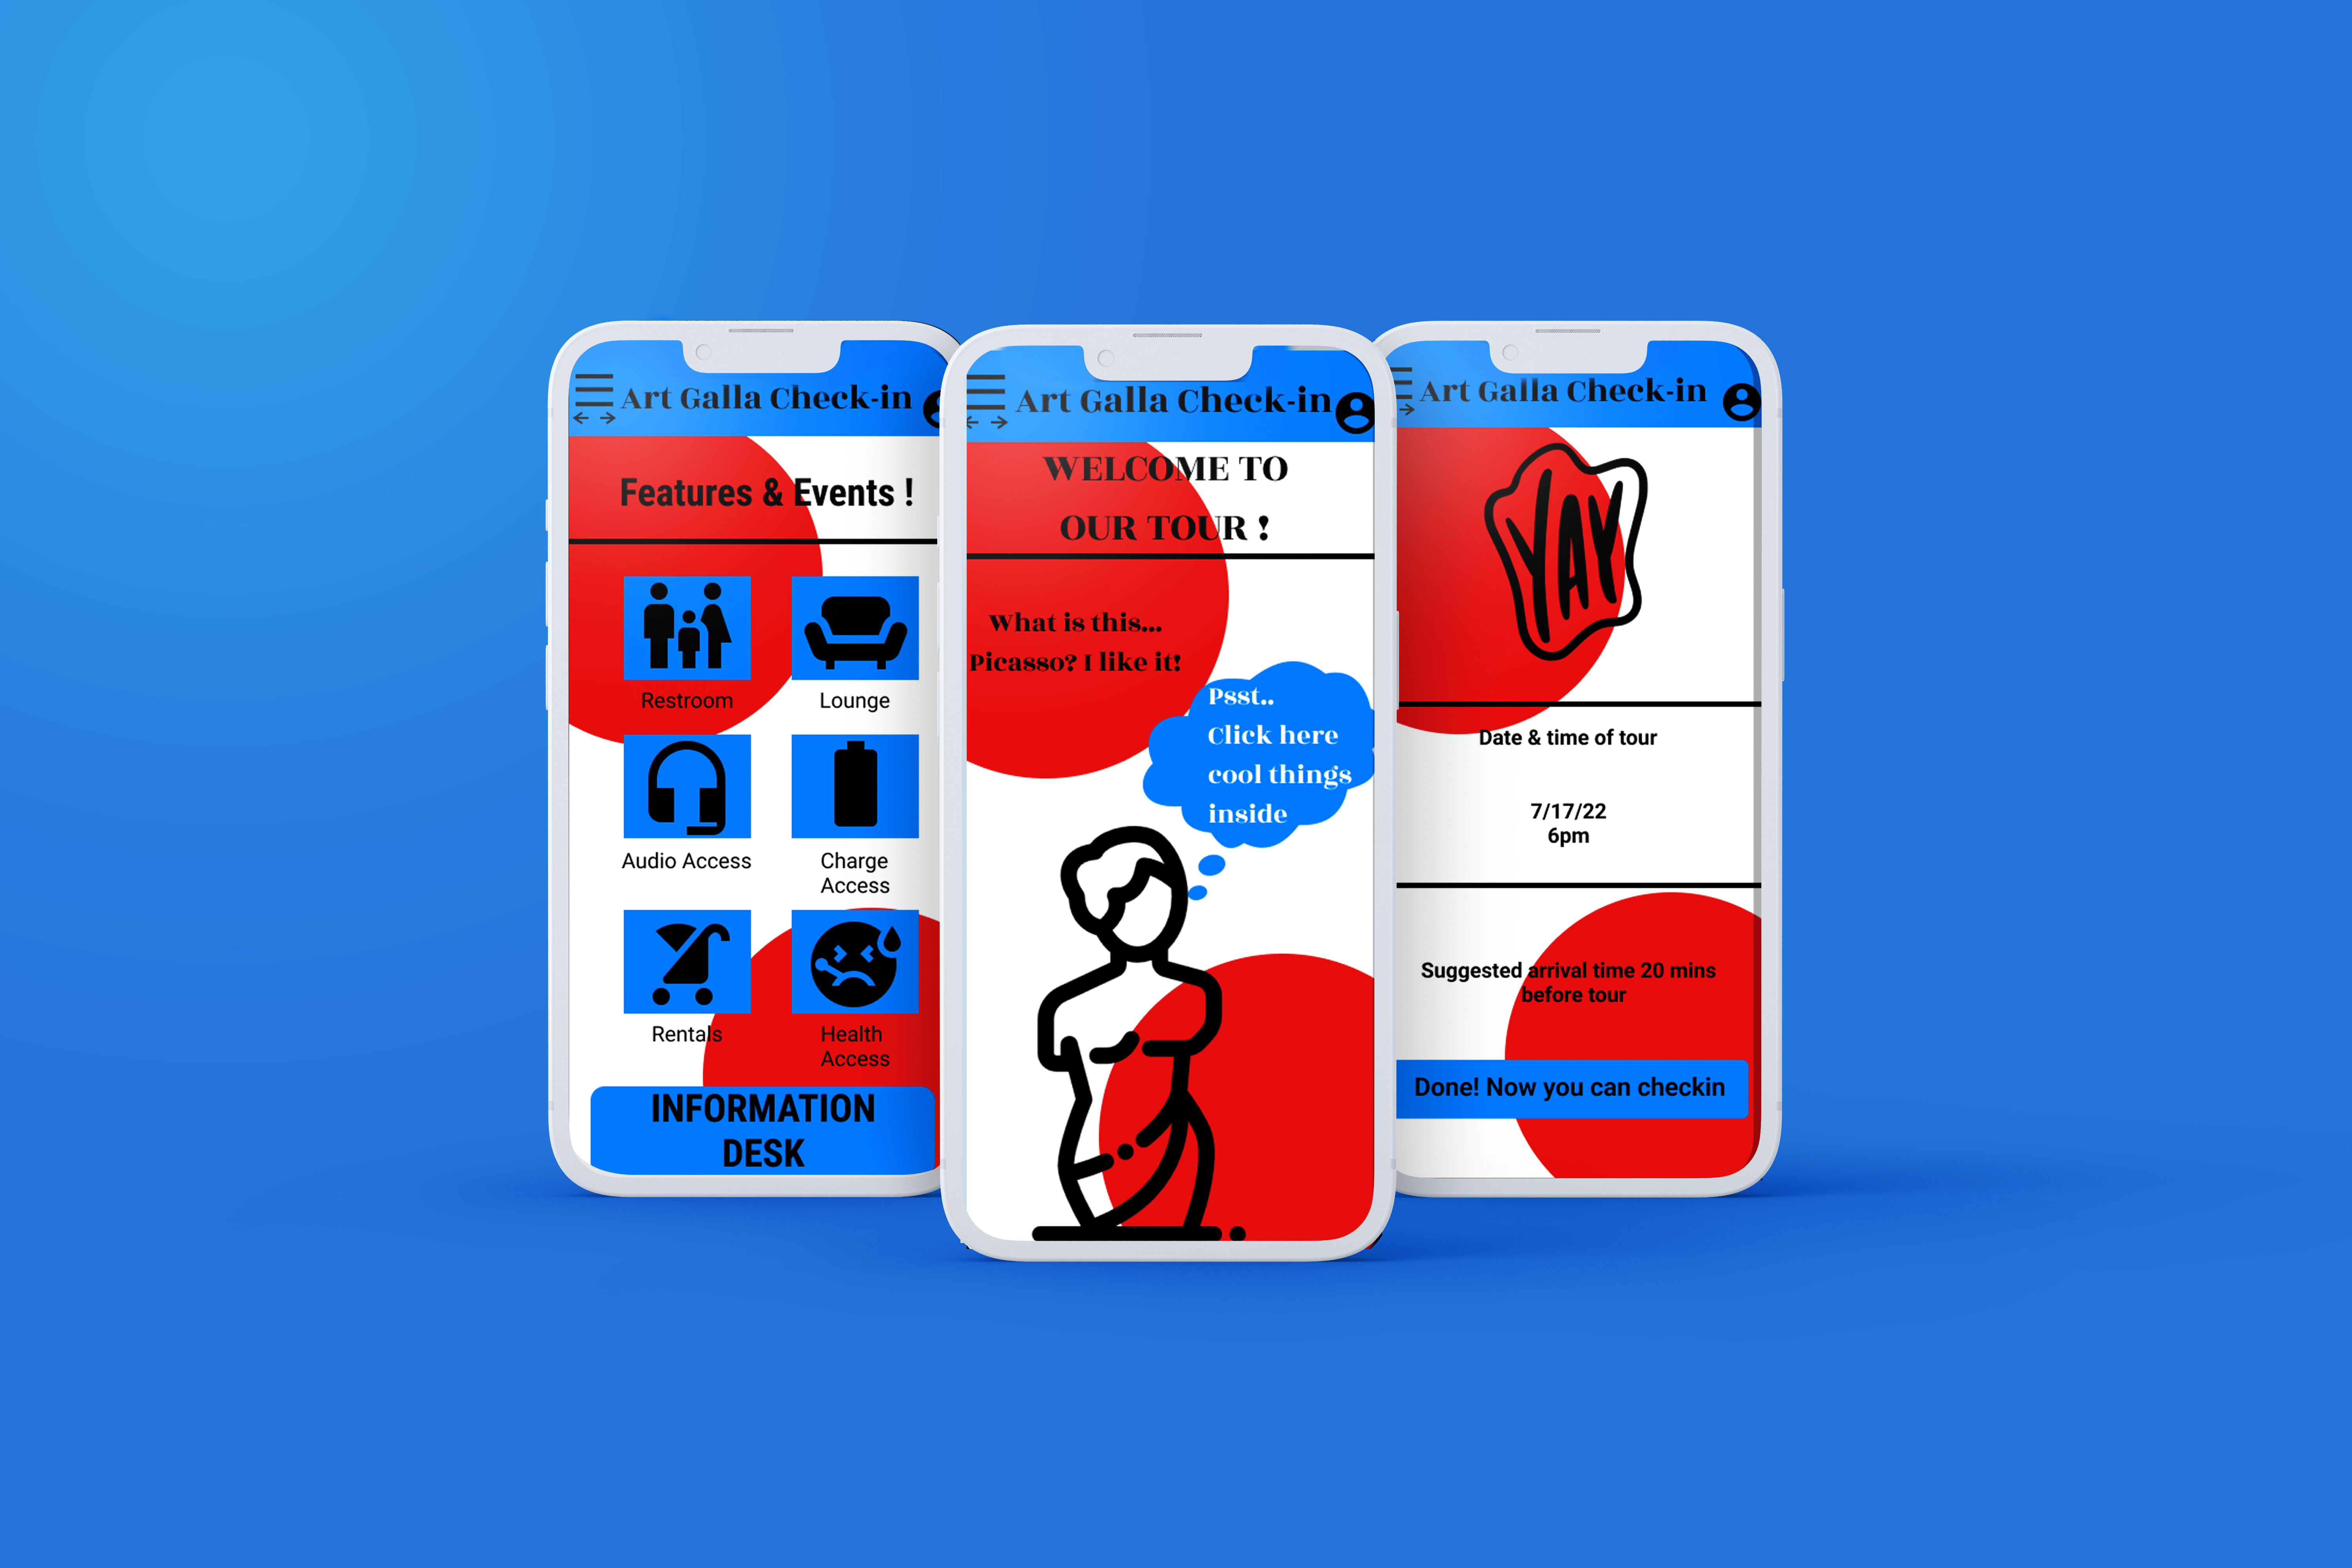 Art Galla Check-in
Features & Events !
Restroom
Lounge
Audio Access
Charge
Access
Rentals
Health
Access
INFORMATION
DESK
Art Galla Check-in
WELCOME TO
OUR TOUR !
What is this...
Picasso? I like it!
Psst..
Click here
cool things
inside
Art Galla Check-in
YAY
Date & time of tour
7/17/22
6pm
Suggested arrival time 20 mins
before tour
Done! Now you can checkin